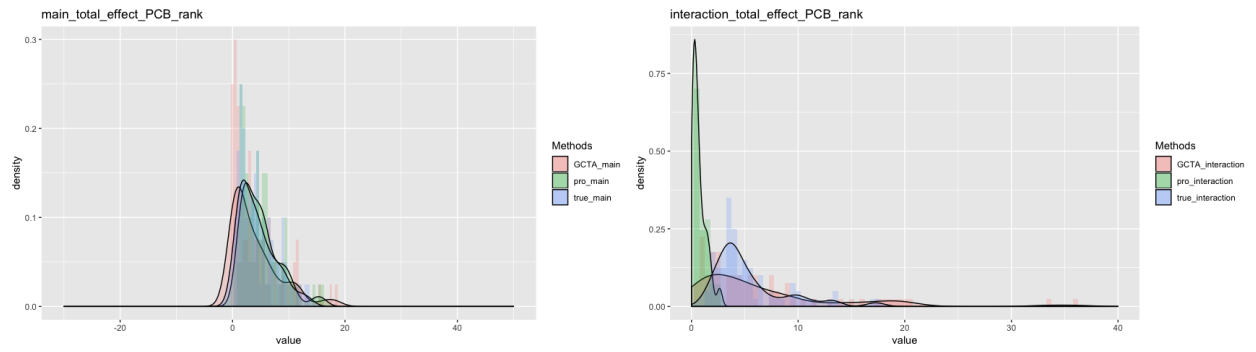 main_total_effect_PCB_rank
0.3
0.2
0.1
0.0
density
-20
0
20
40
value
Methods
GCTA_main
pro_main
true_main
interaction_total_effect_PCB_rank
0.75
0.50
0.25
0.00
density
0
10
20
30
40
value
Methods
GCTA_interaction
pro_interaction
true_interaction